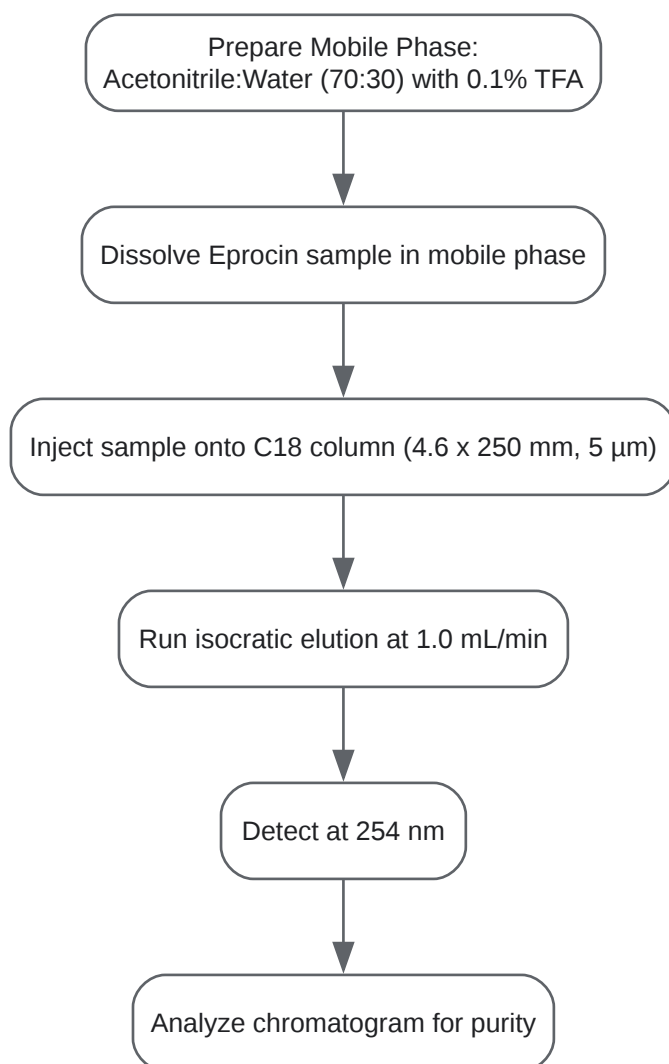 Prepare Mobile Phase:
Acetonitrile:Water (70:30) with 0.1% TFA
Dissolve Eprocin sample in mobile phase
Inject sample onto C18 column (4.6 x 250 mm, 5 µm)
Run isocratic elution at 1.0 mL/min
Detect at 254 nm
Analyze chromatogram for purity